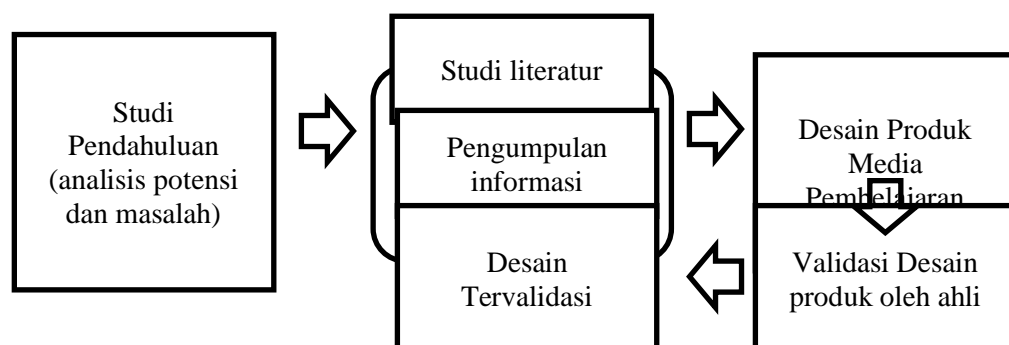 Studi
Pendahuluan
(analisis potensi
dan masalah)
Studi literatur
Pengumpulan
informasi
Desain Produk
Media
Pembelajaran
Validasi Desain
produk oleh ahli
Desain
Tervalidasi